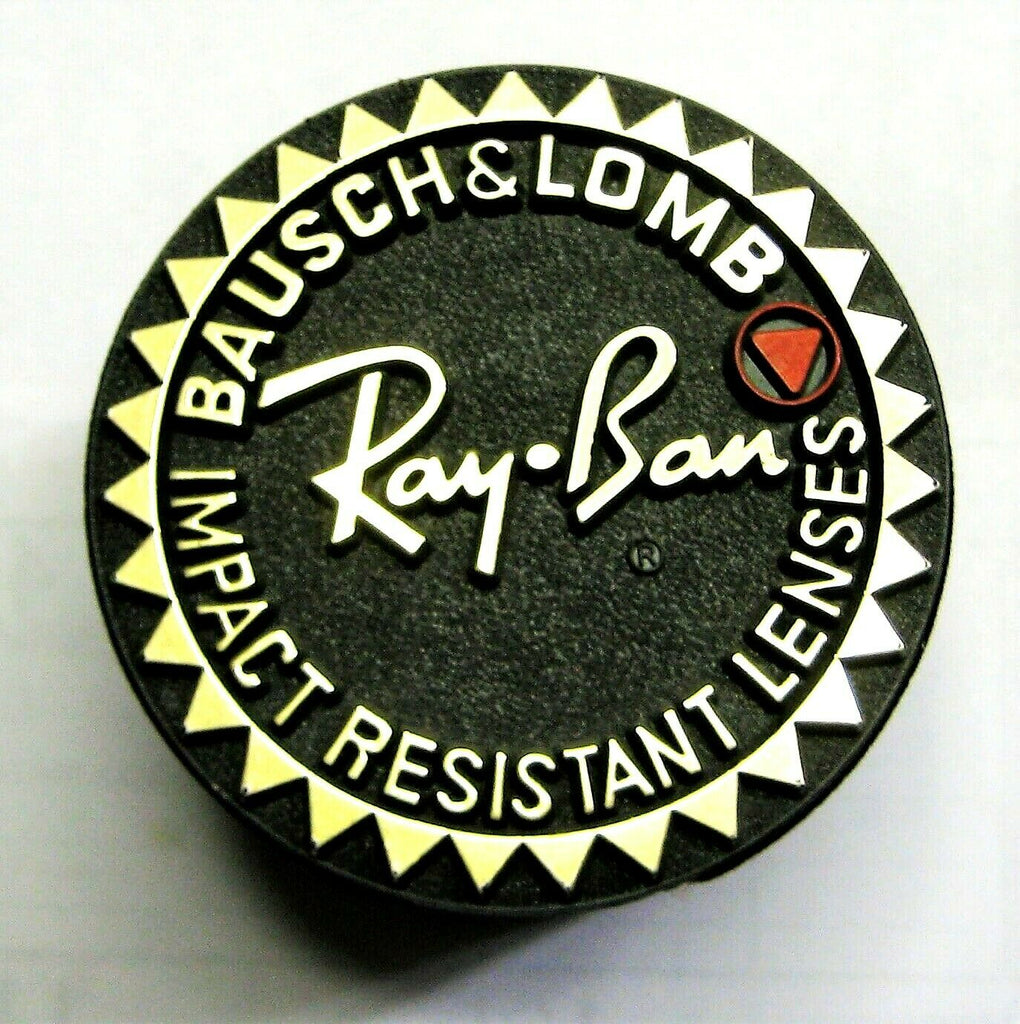 BAUSCH & LOMB
Ray·Ban
®
IMPACT RESISTANT LENSES